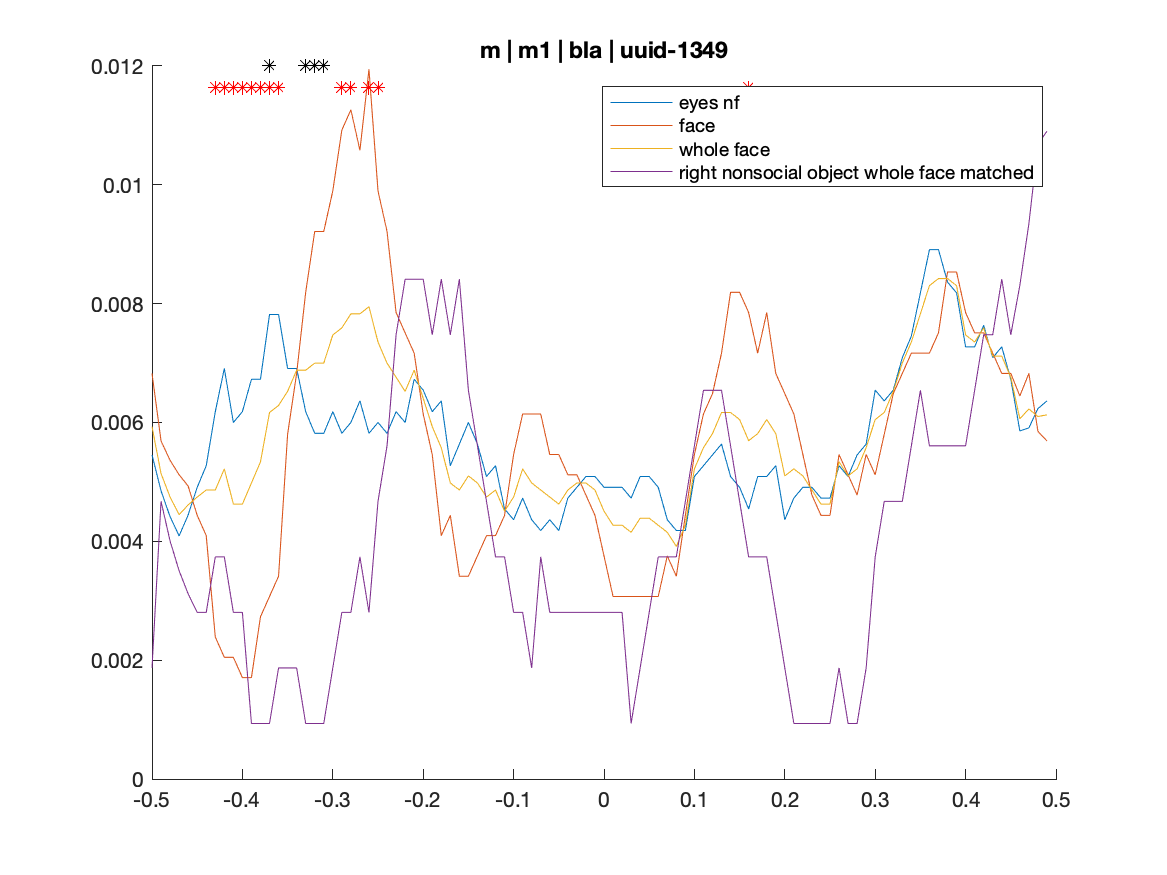 m | m1 | bla | uuid-1349
0.012
0.01
0.008
0.006
0.004
0.002
0
eyes nf
face
whole face
right nonsocial object whole face matched
-0.5 -0.4 -0.3 -0.2 -0.1 0 0.1 0.2 0.3 0.4 0.5